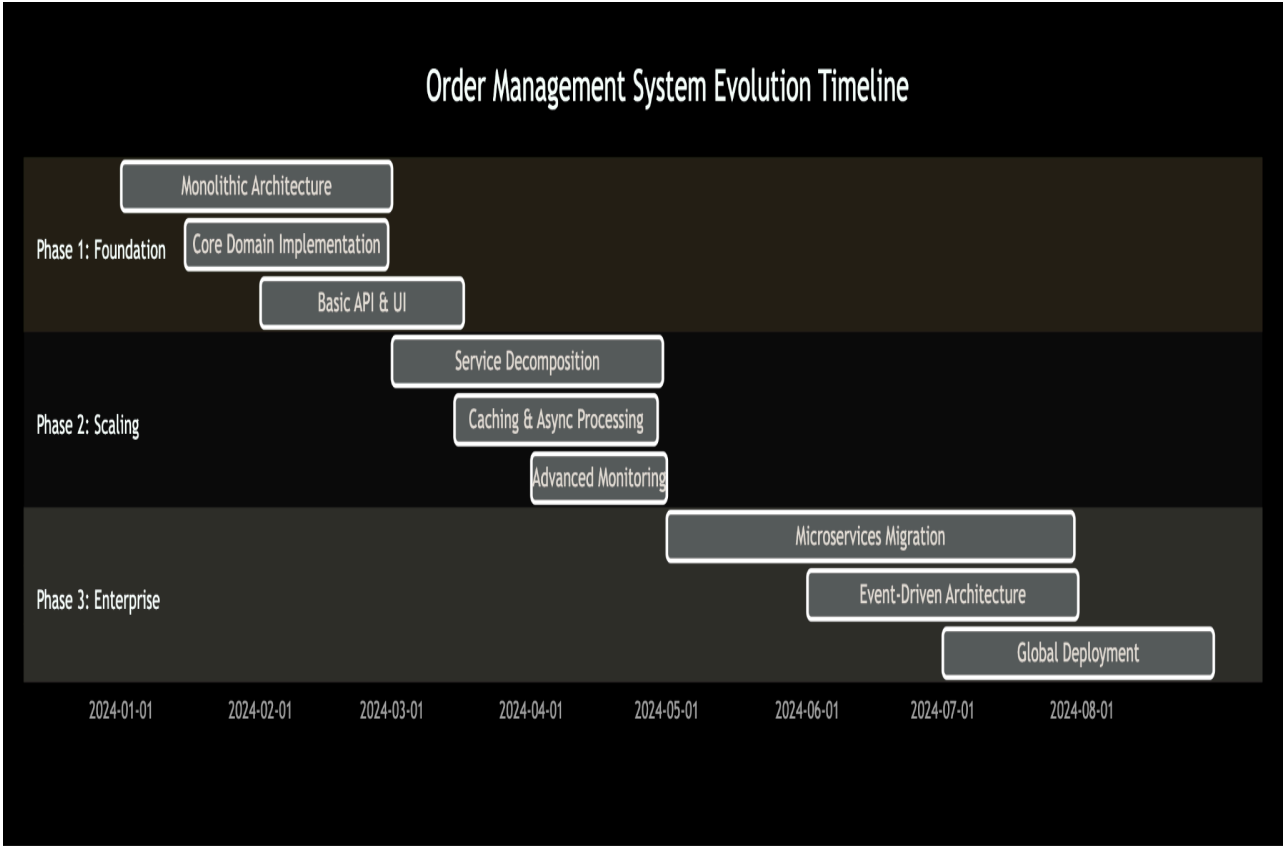 Order Management System Evolution Timeline
Monolithic Architecture
Phase 1: Foundation
Core Domain Implementation
Basic API & UI
Service Decomposition
Phase 2: Scaling
Caching & Async Processing
Advanced Monitoring
Microservices Migration
Phase 3: Enterprise
Event-Driven Architecture
Global Deployment
2024-01-01 2024-02-01 2024-03-01 2024-04-01 2024-05-01 2024-06-01 2024-07-01 2024-08-01